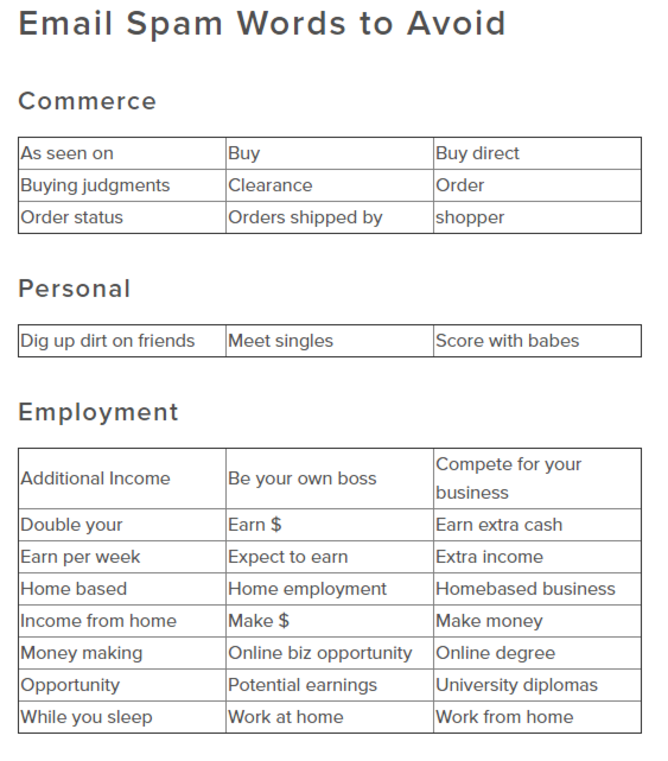 Email Spam Words to Avoid
Commerce
As seen on Buy Buy direct
Buying judgments Clearance Order
Order status Orders shipped by shopper
Personal
Dig up dirt on friends Meet singles Score with babes
Employment
Additional Income Be your own boss Compete for your
business
Double your Earn $ Earn extra cash
Earn per week Expect to earn Extra income
Home based Home employment Homebased business
Income from home Make $ Make money
Money making Online biz opportunity Online degree
Opportunity Potential earnings University diplomas
While you sleep Work at home Work from home